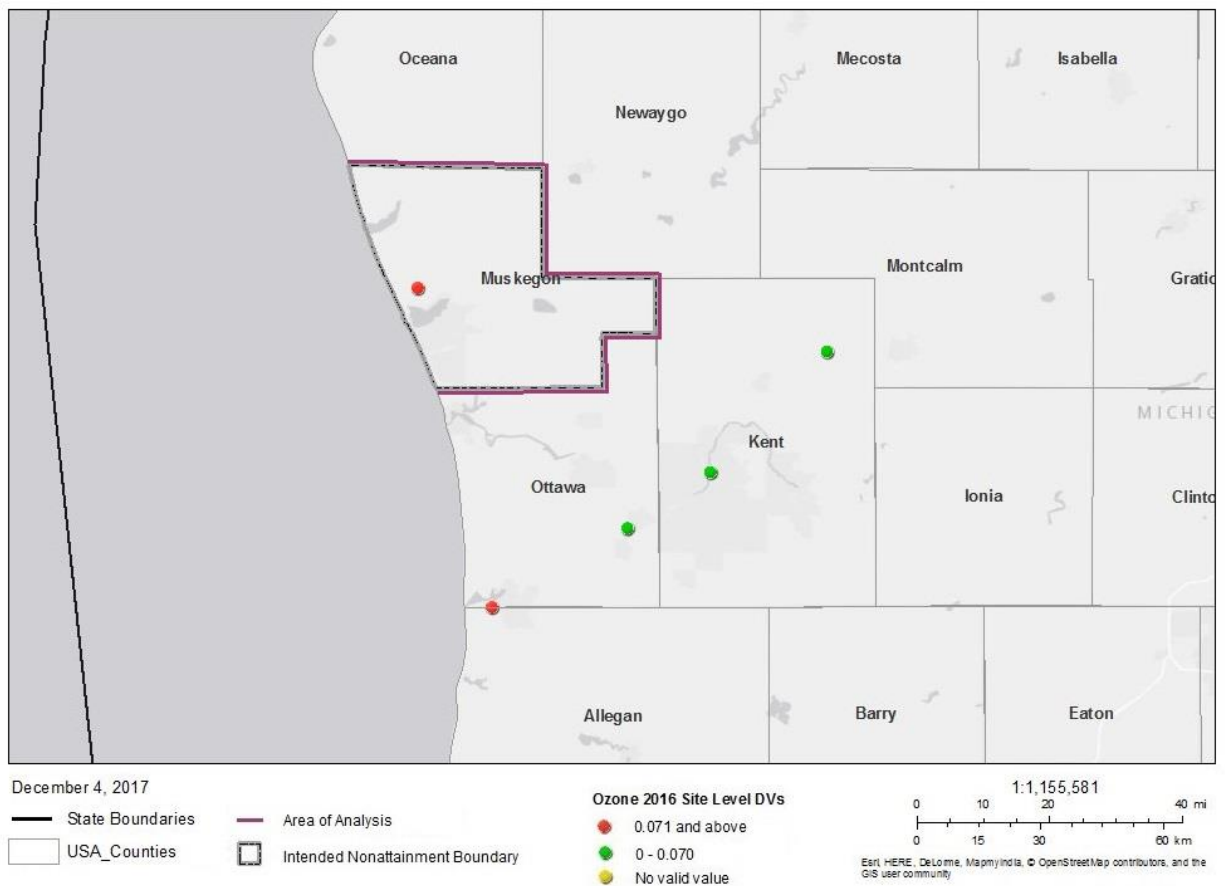 Oceana
Mecosta
Isabella
Newaygo
Muskegon
Montcalm
Gratic
MICHIG
Kent
Ottawa
Ionia
Clinto
Allegan
Barry
Eaton
December 4, 2017
State Boundaries
USA_Counties
Area of Analysis
Intended Nonattainment Boundary
Ozone 2016 Site Level DVs
0.071 and above
0 - 0.070
No valid value
1:1,155,581
0 10 20 40 mi
0 15 30 60 km
Esri, HERE, DeLorme, MapmyIndia, © OpenStreetMap contributors, and the
GIS user community